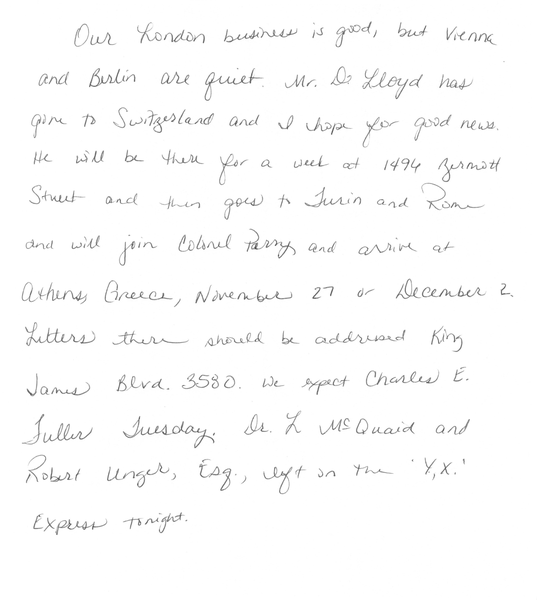 Our London business is good, but Vienna
and Berlin are quiet. Mr. D. Lloyd has
gone to Switzerland and I hope for good news.
He will be there for a week at 1496 Zermott
Street and then goes to Turin and Rome
and will join Colonel Parry and arrive at
Athens, Greece, November 27 or December 2.
Letters there should be addressed King
James Blvd. 3580. We expect Charles E.
Fuller Tuesday. Dr. L McQuaid and
Robert Unger, Esq., left on the 'Y,X.'
Express tonight.